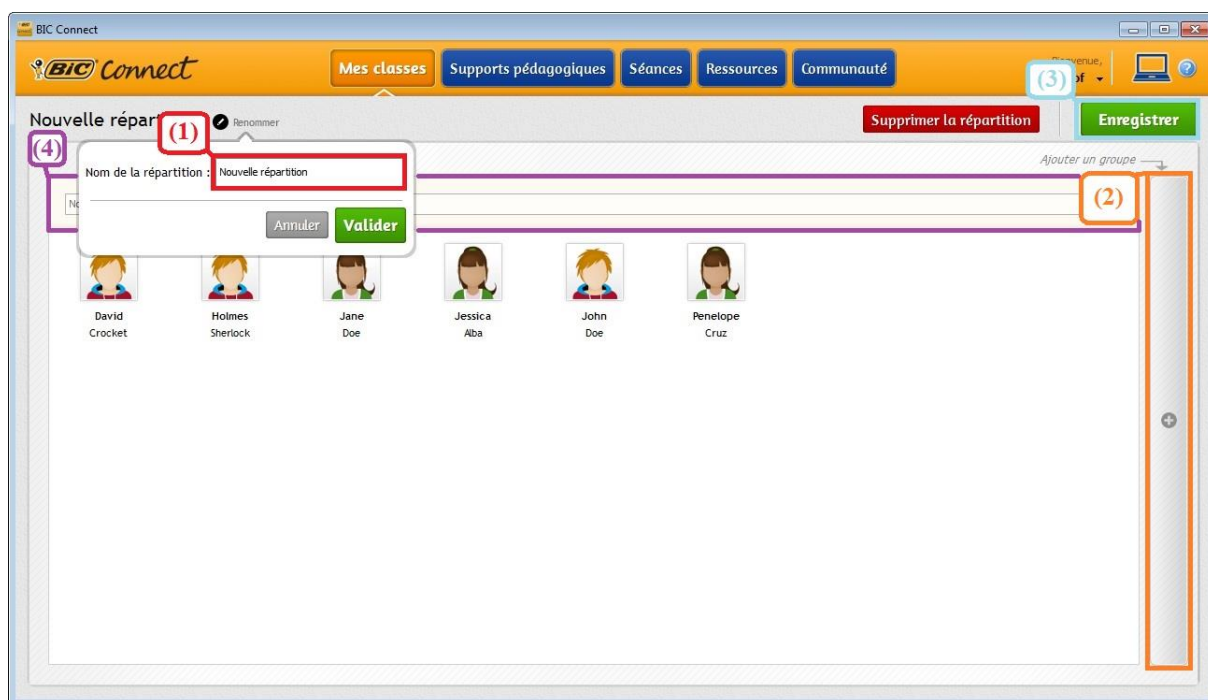 BIC Connect
BiC Connect
Mes classes
Supports pédagogiques
Séances
Ressources
Communauté
(3)
Nouvelle
(1)
Renommer
Supprimer la répartition
Enregistrer
(4)
Ajouter un groupe
Nom de la répartition :
Nouvelle répartition
(2)
Annuler
Valider
David
Crocket
Holmes
Sherlock
Jane
Doe
Jessica
Alba
John
Doe
Penelope
Cruz